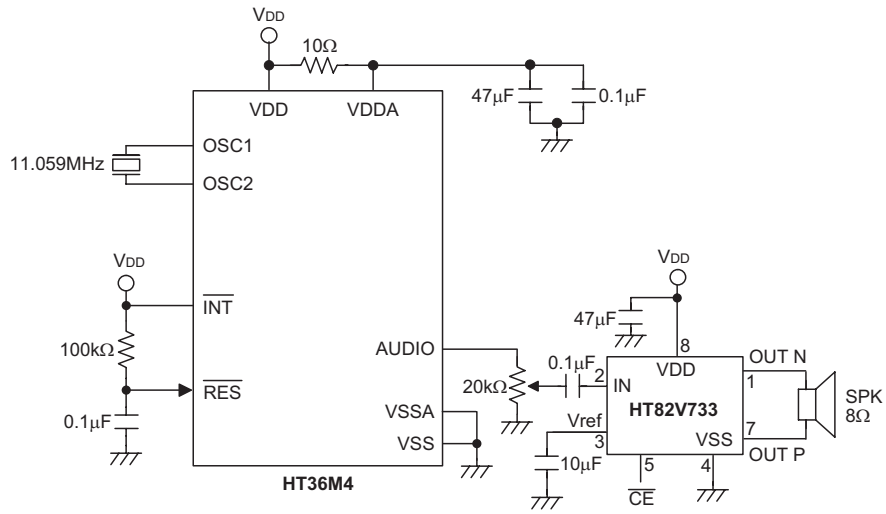 VDD
10Ω
VDD
VDDA
47μF
0.1μF
OSC1
11.059MHz
OSC2
VDD
INT
100kΩ
RES
0.1μF
AUDIO
VSSA
VSS
HT36M4
20kΩ
0.1μF
VDD
47μF
8
VDD
2
IN
HT82V733
OUT N
1
SPK
8Ω
7
OUT P
Vref
3
VSS
10μF
5
4
CE